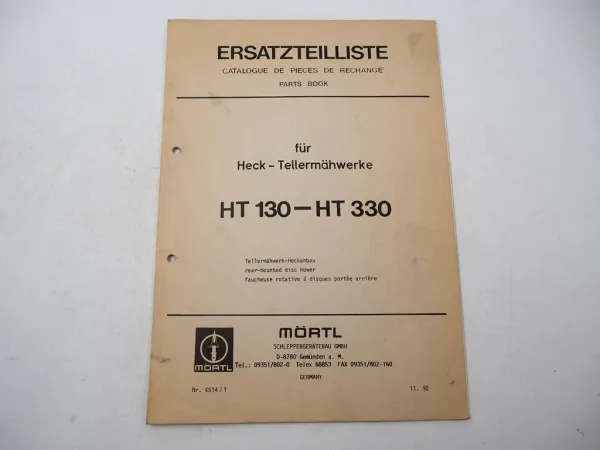 ERSATZTEILLISTE
CATALOGUE DE PIECES DE RECHANGE
PARTS BOOK
für
Heck-Tellermähwerke
HT 130-HT 330
Tellermähwerk-Heckanbau
rear-mounted disc mower
faucheuse rotative à disques portée arrière
MÖRTL
MÖRTL
SCHLEPPERGERÄTEBAU GMBH
D-8780 Gemünden a. M.
Tel.: 09351/802-0 Telex 68853 FAX 09351/802-160
GERMANY
Nr. 4514/1 11. 92